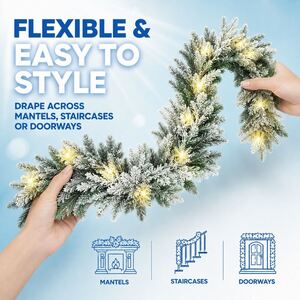 FLEXIBLE &
EASY TO
STYLE
DRAPE ACROSS
MANTELS, STAIRCASES
OR DOORWAYS
MANTELS
STAIRCASES
DOORWAYS